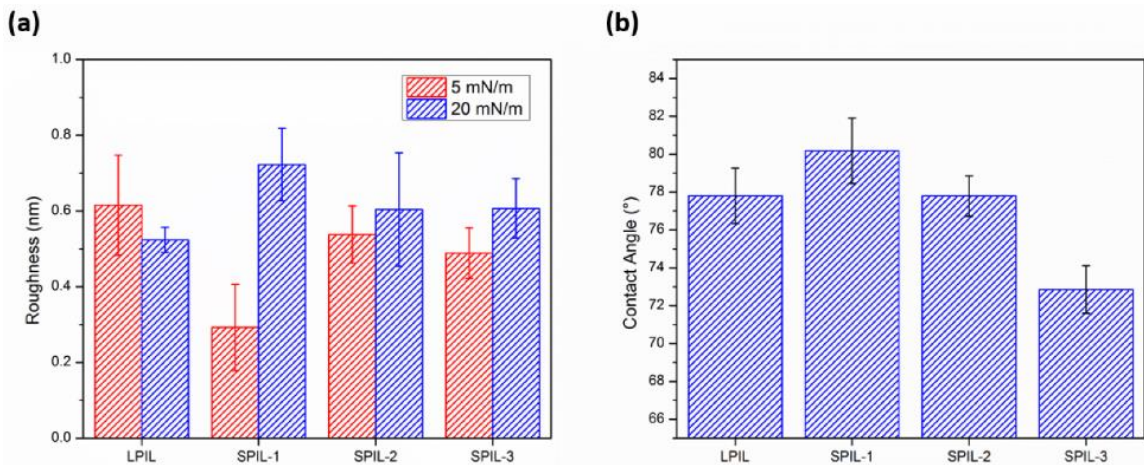 (a)
1.0
0.8
0.6
0.4
0.2
0.0
Roughness (nm)
5 mN/m
20 mN/m
LPIL SPIL-1 SPIL-2 SPIL-3
(b)
84
82
80
78
76
74
72
70
68
66
Contact Angle (°)
LPIL SPIL-1 SPIL-2 SPIL-3